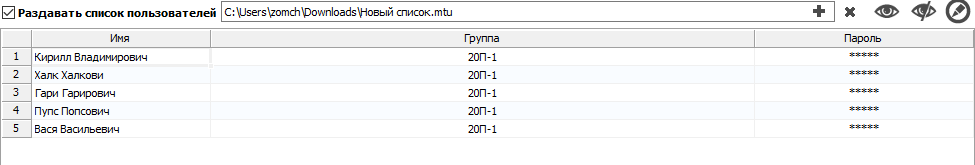 Раздавать список пользователей C:\Users\zomch\Downloads\Новый список.mtu
Имя Группа Пароль
1 Кирилл Владимирович 20П-1 *****
2 Халк Халкови 20П-1 *****
3 Гари Гарирович 20П-1 *****
4 Пупс Попсович 20П-1 *****
5 Вася Васильевич 20П-1 *****